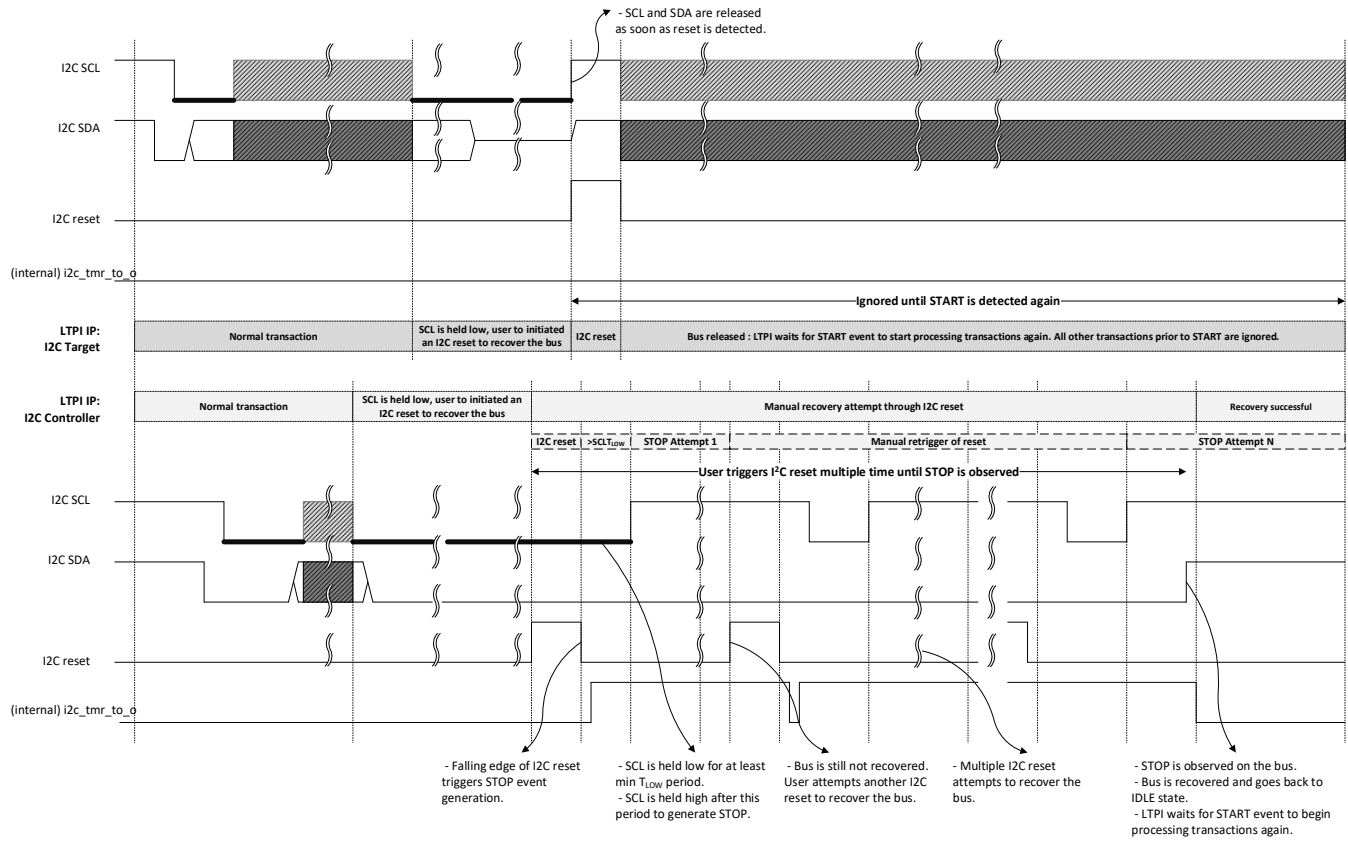 - SCL and SDA are released
as soon as reset is detected.
I2C SCL
I2C SDA
I2C reset
(internal) i2c_tmr_to_o
Ignored until START is detected again
LTPI IP:
I2C Target
Normal transaction
SCL is held low, user to initiated
an I2C reset to recover the bus
I2C reset
Bus released : LTPI waits for START event to start processing transactions again. All other transactions prior to START are ignored.
LTPI IP:
I2C Controller
Normal transaction
SCL is held low, user to initiated an
I2C reset to recover the bus
Manual recovery attempt through I2C reset
Recovery successful
I2C reset
>SCLTLOW
STOP Attempt 1
Manual retrigger of reset
STOP Attempt N
User triggers I²C reset multiple time until STOP is observed
I2C SCL
I2C SDA
I2C reset
(internal) i2c_tmr_to_o
- Falling edge of I2C reset
triggers STOP event
generation.
- SCL is held low for at least
min TLOW period.
- SCL is held high after this
period to generate STOP.
- Bus is still not recovered.
User attempts another I2C
reset to recover the bus.
- Multiple I2C reset
attempts to recover the
bus.
- STOP is observed on the bus.
- Bus is recovered and goes back to
IDLE state.
- LTPI waits for START event to begin
processing transactions again.